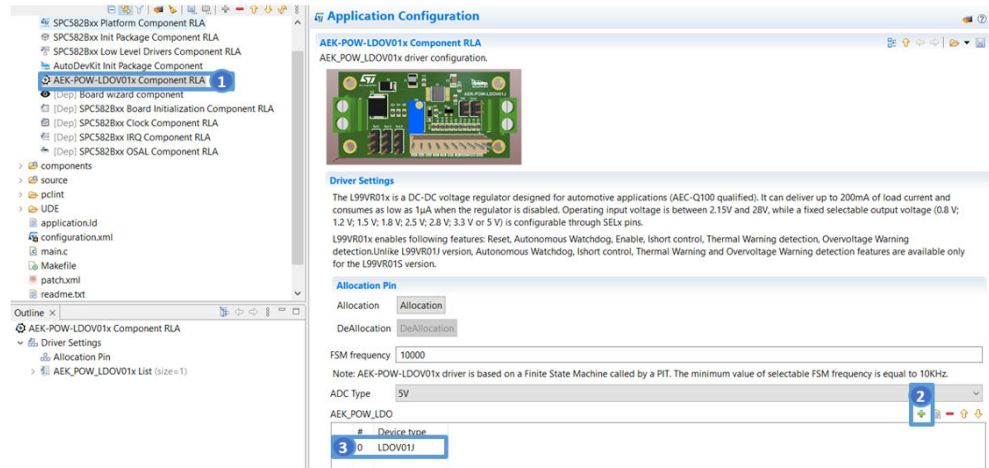 SPC582Bxx Platform Component RLA
SPC582Bxx Init Package Component RLA
SPC582Bxx Low Level Drivers Component RLA
AutoDevKit Init Package Component
AEK-POW-LDOV01x Component RLA
1
[Dep] Board wizard component
[Dep] SPC582Bxx Board Initialization Component RLA
[Dep] SPC582Bxx Clock Component RLA
[Dep] SPC582Bxx IRQ Component RLA
[Dep] SPC582Bxx OSAL Component RLA
components
source
pclint
UDE
application.ld
configuration.xml
main.c
Makefile
patch.xml
readme.txt
Outline
AEK-POW-LDOV01x Component RLA
Driver Settings
Allocation Pin
AEK_POW_LDOV01x List (size=1)
Application Configuration
AEK-POW-LDOV01x Component RLA
AEK_POW_LDOV01x driver configuration.
AEK-POW-LDOV01J
Driver Settings
The L99VR01x is a DC-DC voltage regulator designed for automotive applications (AEC-Q100 qualified). It can deliver up to 200mA of load current and
consumes as low as 1µA when the regulator is disabled. Operating input voltage is between 2.15V and 28V, while a fixed selectable output voltage (0.8 V;
1.2 V; 1.5 V; 1.8 V; 2.5 V; 2.8 V; 3.3 V or 5 V) is configurable through SELx pins.
L99VR01x enables following features: Reset, Autonomous Watchdog, Enable, Ishort control, Thermal Warning detection, Overvoltage Warning
detection.Unlike L99VR01J version, Autonomous Watchdog, Ishort control, Thermal Warning and Overvoltage Warning detection features are available only
for the L99VR01S version.
Allocation Pin
Allocation Allocation
DeAllocation DeAllocation
FSM frequency 10000
Note: AEK-POW-LDOV01x driver is based on a Finite State Machine called by a PIT. The minimum value of selectable FSM frequency is equal to 10KHz.
ADC Type 5V
2
AEK_POW_LDO
# Device type
3 0 LDOV01J